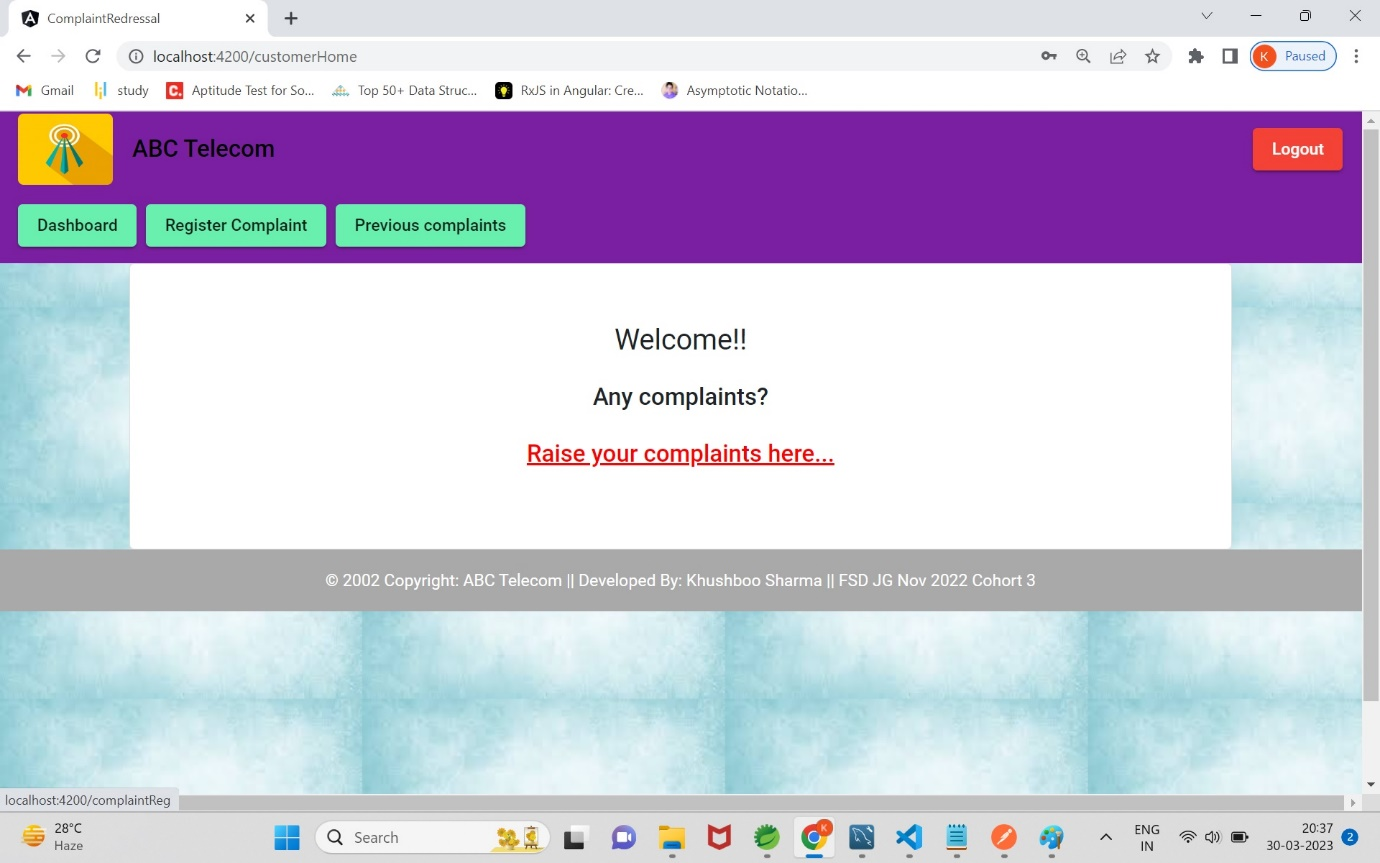 ComplaintRedressal
localhost:4200/customerHome
K Paused
Gmail
study
C. Aptitude Test for So...
Top 50+ Data Struc...
RxJS in Angular: Cre...
Asymptotic Notatio...
ABC Telecom
Logout
Dashboard
Register Complaint
Previous complaints
Welcome!!
Any complaints?
Raise your complaints here...
© 2002 Copyright: ABC Telecom || Developed By: Khushboo Sharma || FSD JG Nov 2022 Cohort 3
localhost:4200/complaintReg
28°C
Haze
Search
K
ENG
IN
20:37
30-03-2023
2